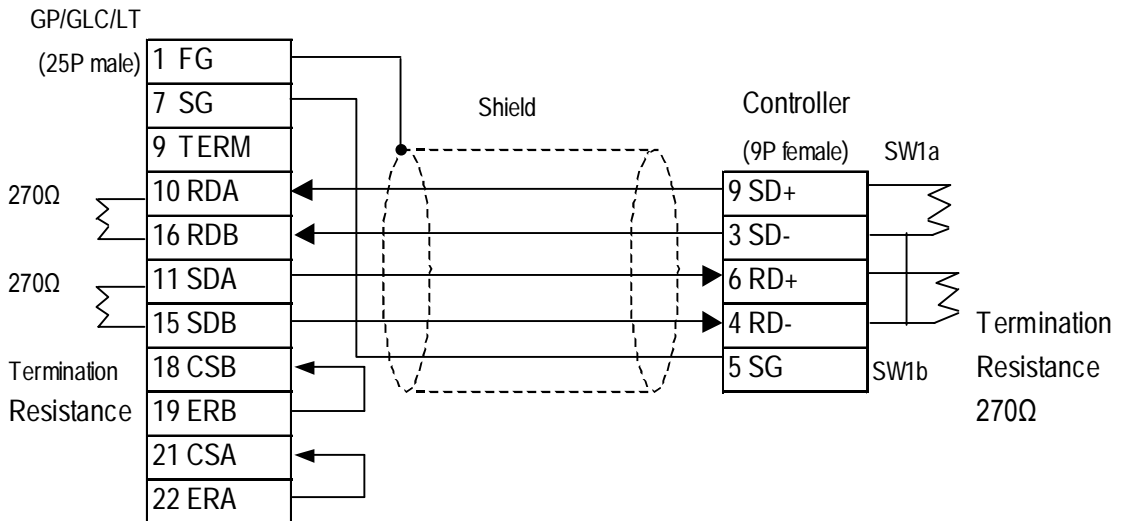 GP/GLC/LT
(25P male)
1 FG
7 SG
9 TERM
10 RDA
16 RDB
11 SDA
15 SDB
18 CSB
19 ERB
21 CSA
22 ERA
270Ω
270Ω
Termination
Resistance
Shield
Controller
(9P female)
SW1a
9 SD+
3 SD-
6 RD+
4 RD-
5 SG
SW1b
Termination
Resistance
270Ω